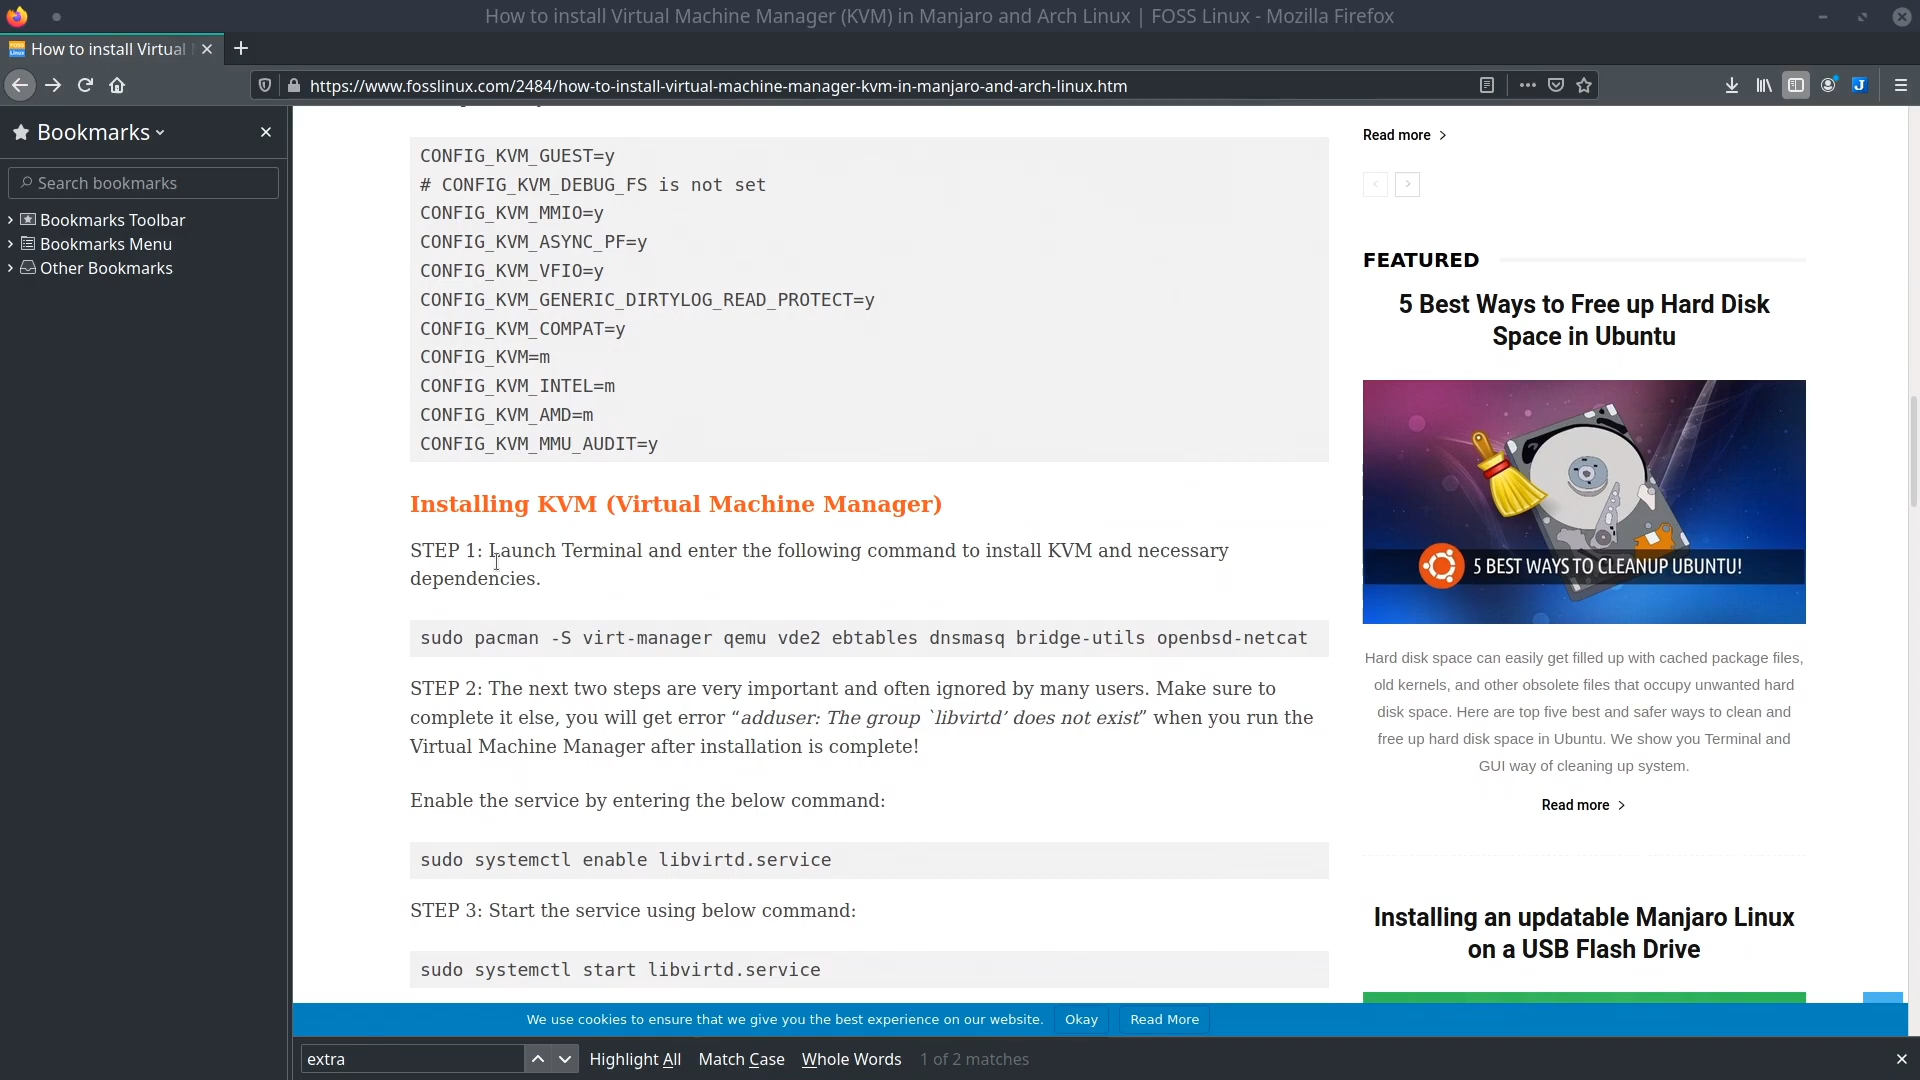 How to install Virtual Machine Manager (KVM) in Manjaro and Arch Linux | FOSS Linux - Mozilla Firefox
How to install Virtual
https://www.fosslinux.com/2484/how-to-install-virtual-machine-manager-kvm-in-manjaro-and-arch-linux.htm
Bookmarks
Search bookmarks
Bookmarks Toolbar
Bookmarks Menu
Other Bookmarks
CONFIG_KVM_GUEST=y
# CONFIG_KVM_DEBUG_FS is not set
CONFIG_KVM_MMIO=y
CONFIG_KVM_ASYNC_PF=y
CONFIG_KVM_VFIO=y
CONFIG_KVM_GENERIC_DIRTYLOG_READ_PROTECT=y
CONFIG_KVM_COMPAT=y
CONFIG_KVM=m
CONFIG_KVM_INTEL=m
CONFIG_KVM_AMD=m
CONFIG_KVM_MMU_AUDIT=y
Installing KVM (Virtual Machine Manager)
STEP 1: Launch Terminal and enter the following command to install KVM and necessary
dependencies.
sudo pacman -S virt-manager qemu vde2 ebtables dnsmasq bridge-utils openbsd-netcat
STEP 2: The next two steps are very important and often ignored by many users. Make sure to
complete it else, you will get error “adduser: The group `libvirtd’ does not exist” when you run the
Virtual Machine Manager after installation is complete!
Enable the service by entering the below command:
sudo systemctl enable libvirtd.service
STEP 3: Start the service using below command:
sudo systemctl start libvirtd.service
Read more
FEATURED
5 Best Ways to Free up Hard Disk
Space in Ubuntu
5 BEST WAYS TO CLEANUP UBUNTU!
Hard disk space can easily get filled up with cached package files,
old kernels, and other obsolete files that occupy unwanted hard
disk space. Here are top five best and safer ways to clean and
free up hard disk space in Ubuntu. We show you Terminal and
GUI way of cleaning up system.
Read more
Installing an updatable Manjaro Linux
on a USB Flash Drive
We use cookies to ensure that we give you the best experience on our website. Okay Read More
extra Highlight All Match Case Whole Words 1 of 2 matches